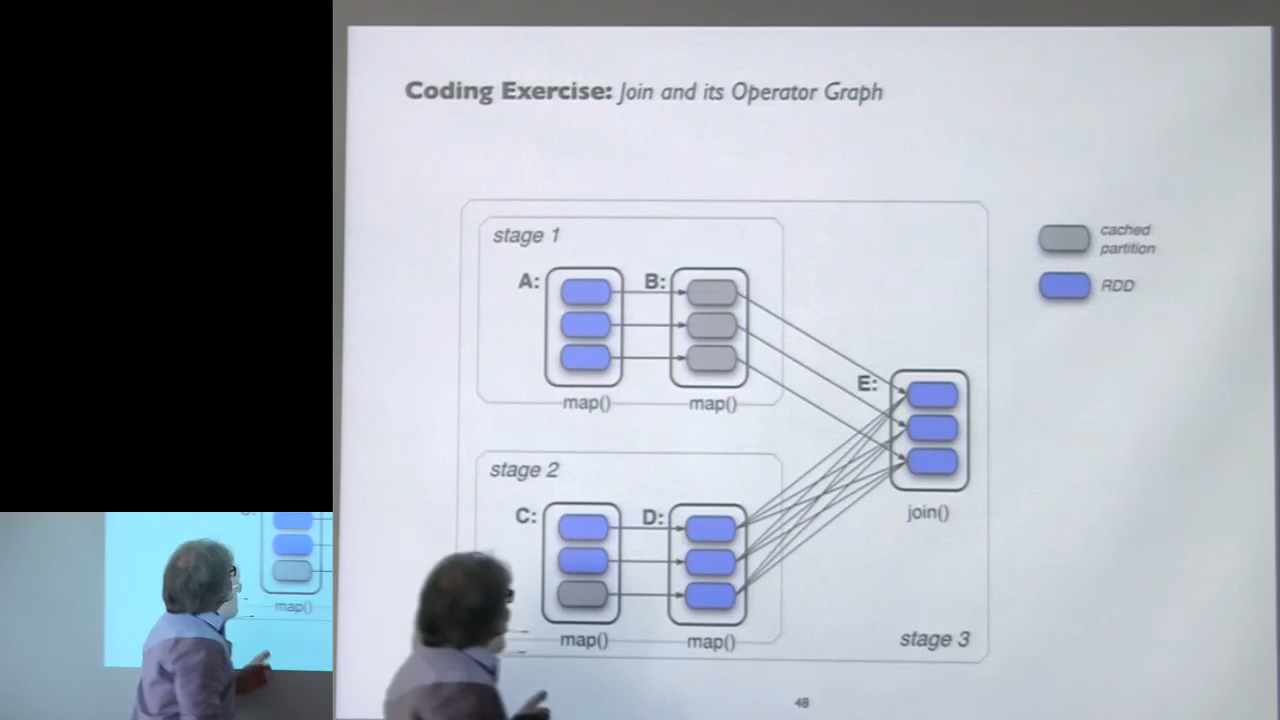 Coding Exercise: Join and its Operator Graph
stage 1
cached
partition
RDD
A:
B:
map()
map()
E:
join()
stage 2
C:
D:
map()
map()
stage 3
48
map()